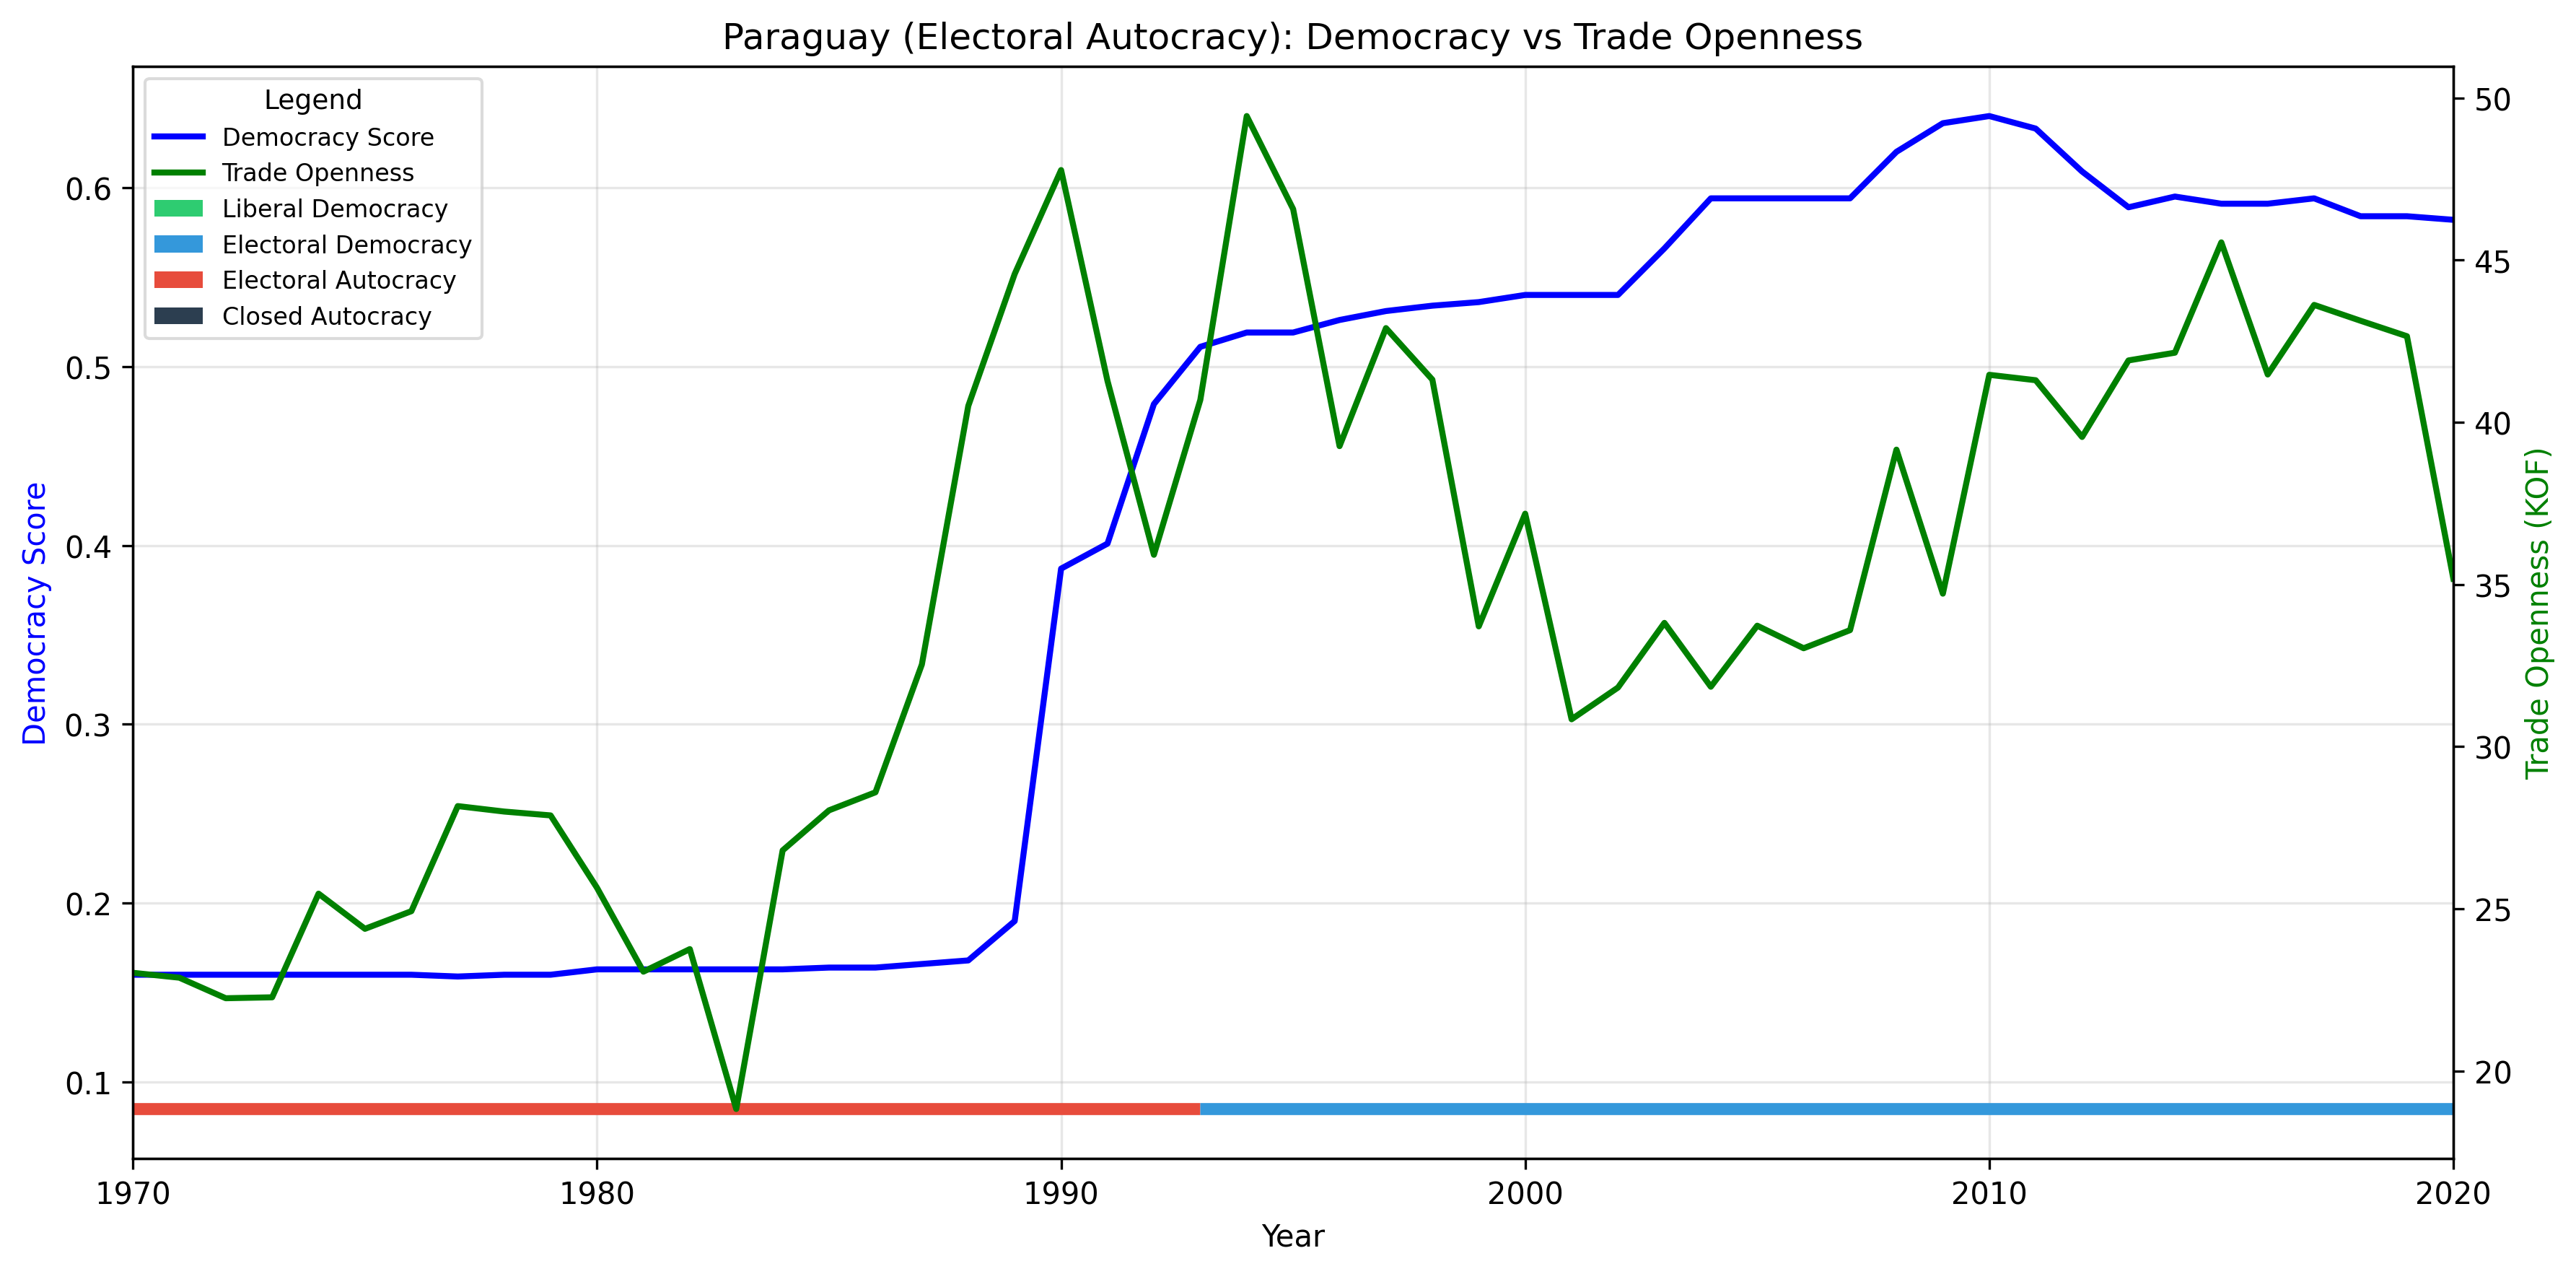 Paraguay (Electoral Autocracy): Democracy vs Trade Openness
Legend
Democracy Score
Trade Openness
Liberal Democracy
Electoral Democracy
Electoral Autocracy
Closed Autocracy
Democracy Score
0.6
0.5
0.4
0.3
0.2
0.1
50
45
40
35
30
25
20
Trade Openness (KOF)
1970 1980 1990 2000 2010 2020
Year